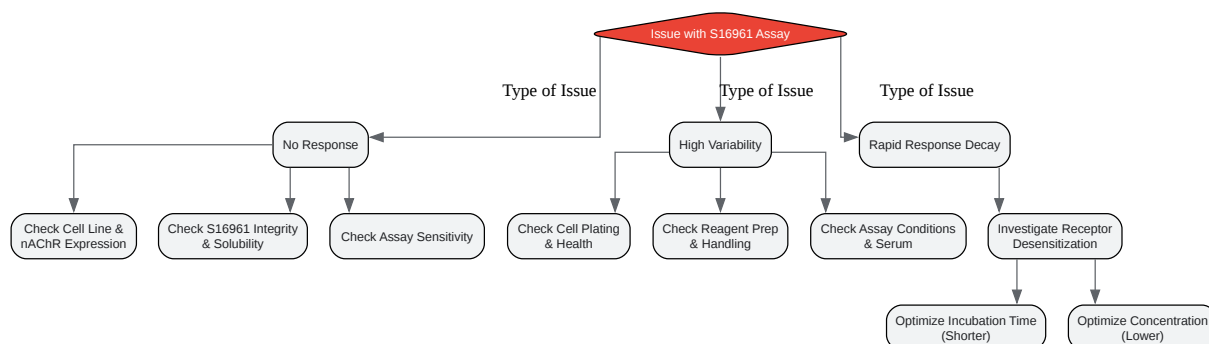 Issue with S16961 Assay
Type of Issue
Type of Issue
Type of Issue
No Response
High Variability
Rapid Response Decay
Check Cell Line &
nAChR Expression
Check S16961 Integrity
& Solubility
Check Assay Sensitivity
Check Cell Plating
& Health
Check Reagent Prep
& Handling
Check Assay Conditions
& Serum
Investigate Receptor
Desensitization
Optimize Incubation Time
(Shorter)
Optimize Concentration
(Lower)